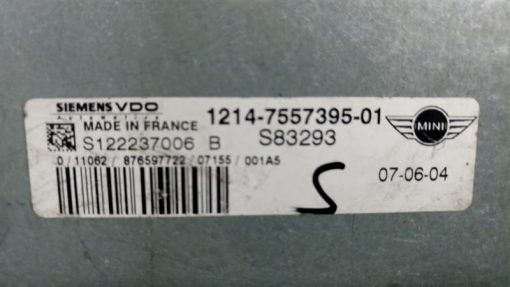 SIEMENS VDO
Automotive
MADE IN FRANCE
1214-7557395-01
MINI
S122237006 B
S83293
0/11062/ 876597722 /07155 /001A5
S
07-06-04